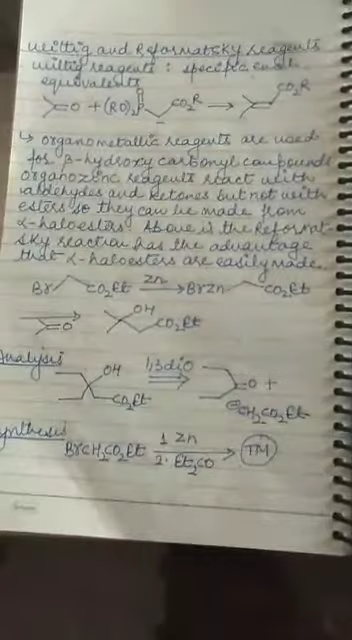 Wittig and Reformatsky reagents
Wittig reagents : specific enol
equivalents
=O + (RO)2P CO2R → CO2R
O
↳ organometallic reagents are used
for β-hydroxy carbonyl compounds
organozinc reagents react with
aldehydes and ketones but not with
esters so they can be made from
α-haloesters. Above is the Reformat-
sky reaction has the advantage
that α-haloesters are easily made.
Br CO2Et Zn → BrZn CO2Et
→ OH CO2Et
=O
Analysis
OH 1,3 diO ⇒ =O +
CO2Et ⊖CH2CO2Et
Synthesis
BrCH2CO2Et 1 Zn → TM
2. Et2CO